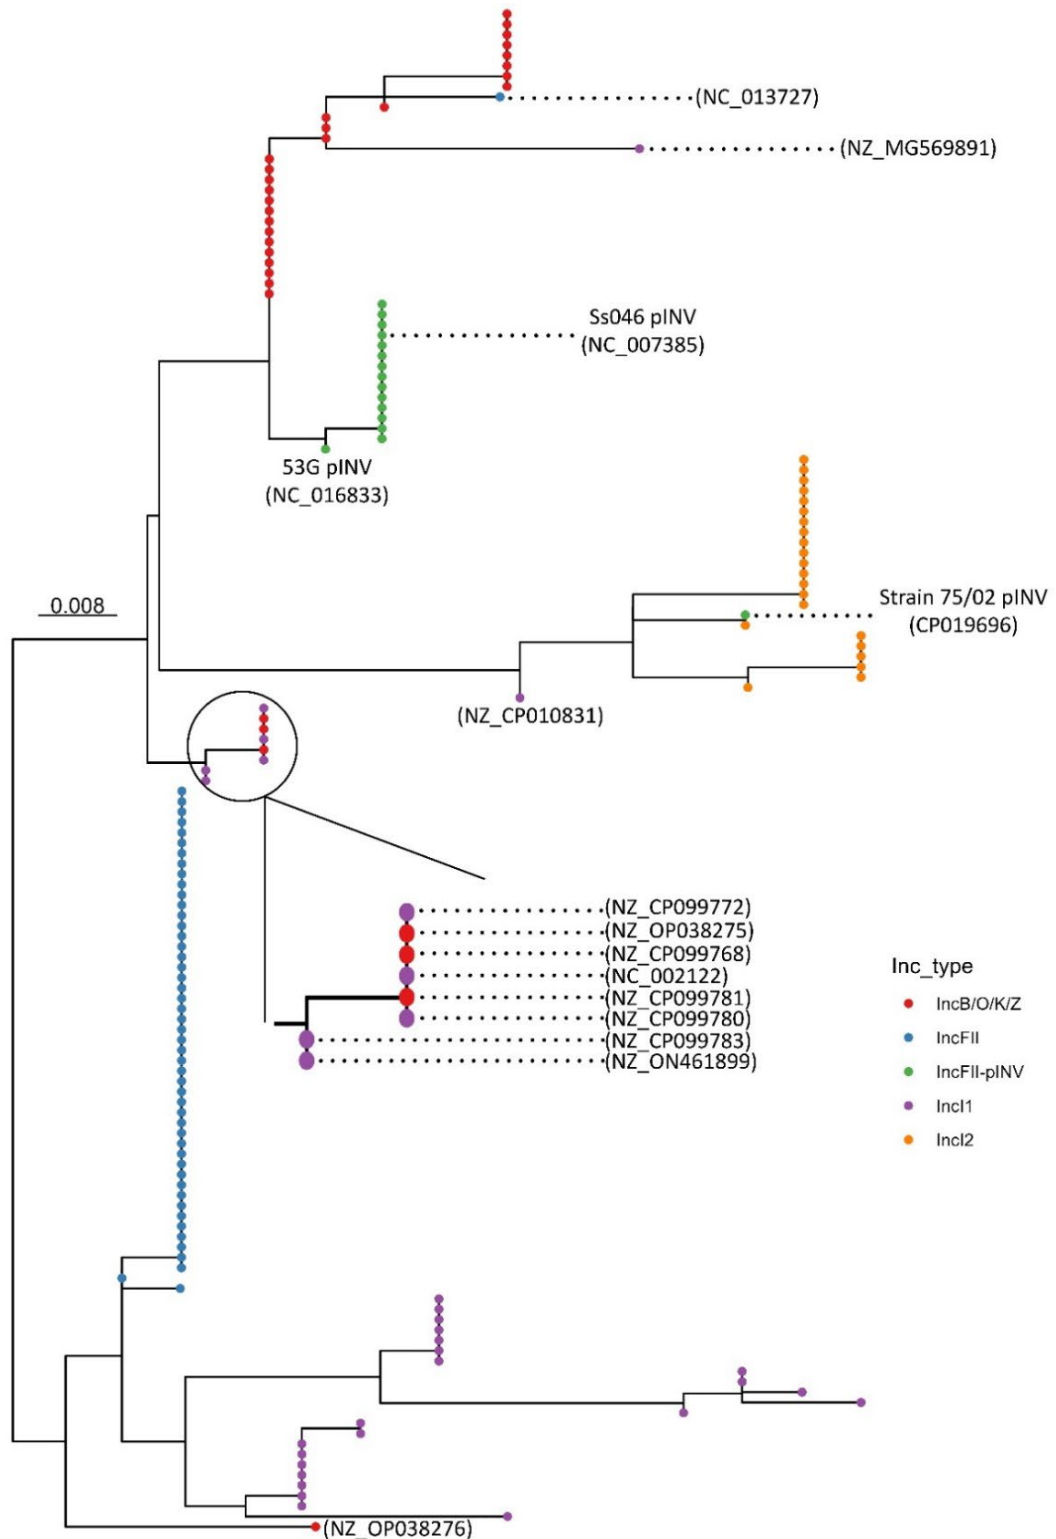 (NC_013727)
(NZ_MG569891)
Ss046 pINV
(NC_007385)
53G pINV
(NC_016833)
0.008
Strain 75/02 pINV
(CP019696)
(NZ_CP010831)
(NZ_CP099772)
(NZ_OP038275)
(NZ_CP099768)
(NC_002122)
(NZ_CP099781)
(NZ_CP099780)
(NZ_CP099783)
(NZ_ON461899)
Inc_type
IncB/O/K/Z
IncFII
IncFII-pINV
IncI1
IncI2
(NZ_OP038276)